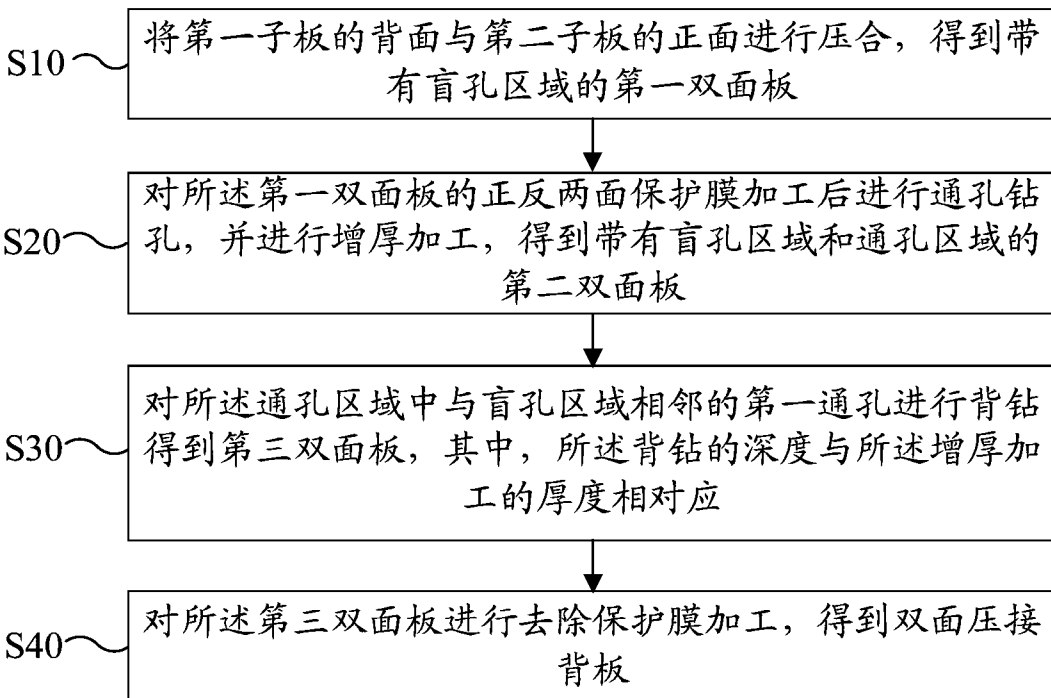 S10
将第一子板的背面与第二子板的正面进行压合，得到带
有盲孔区域的第一双面板
S20
对所述第一双面板的正反两面保护膜加工后进行通孔钻
孔，并进行增厚加工，得到带有盲孔区域和通孔区域的
第二双面板
S30
对所述通孔区域中与盲孔区域相邻的第一通孔进行背钻
得到第三双面板，其中，所述背钻的深度与所述增厚加
工的厚度相对应
S40
对所述第三双面板进行去除保护膜加工，得到双面压接
背板